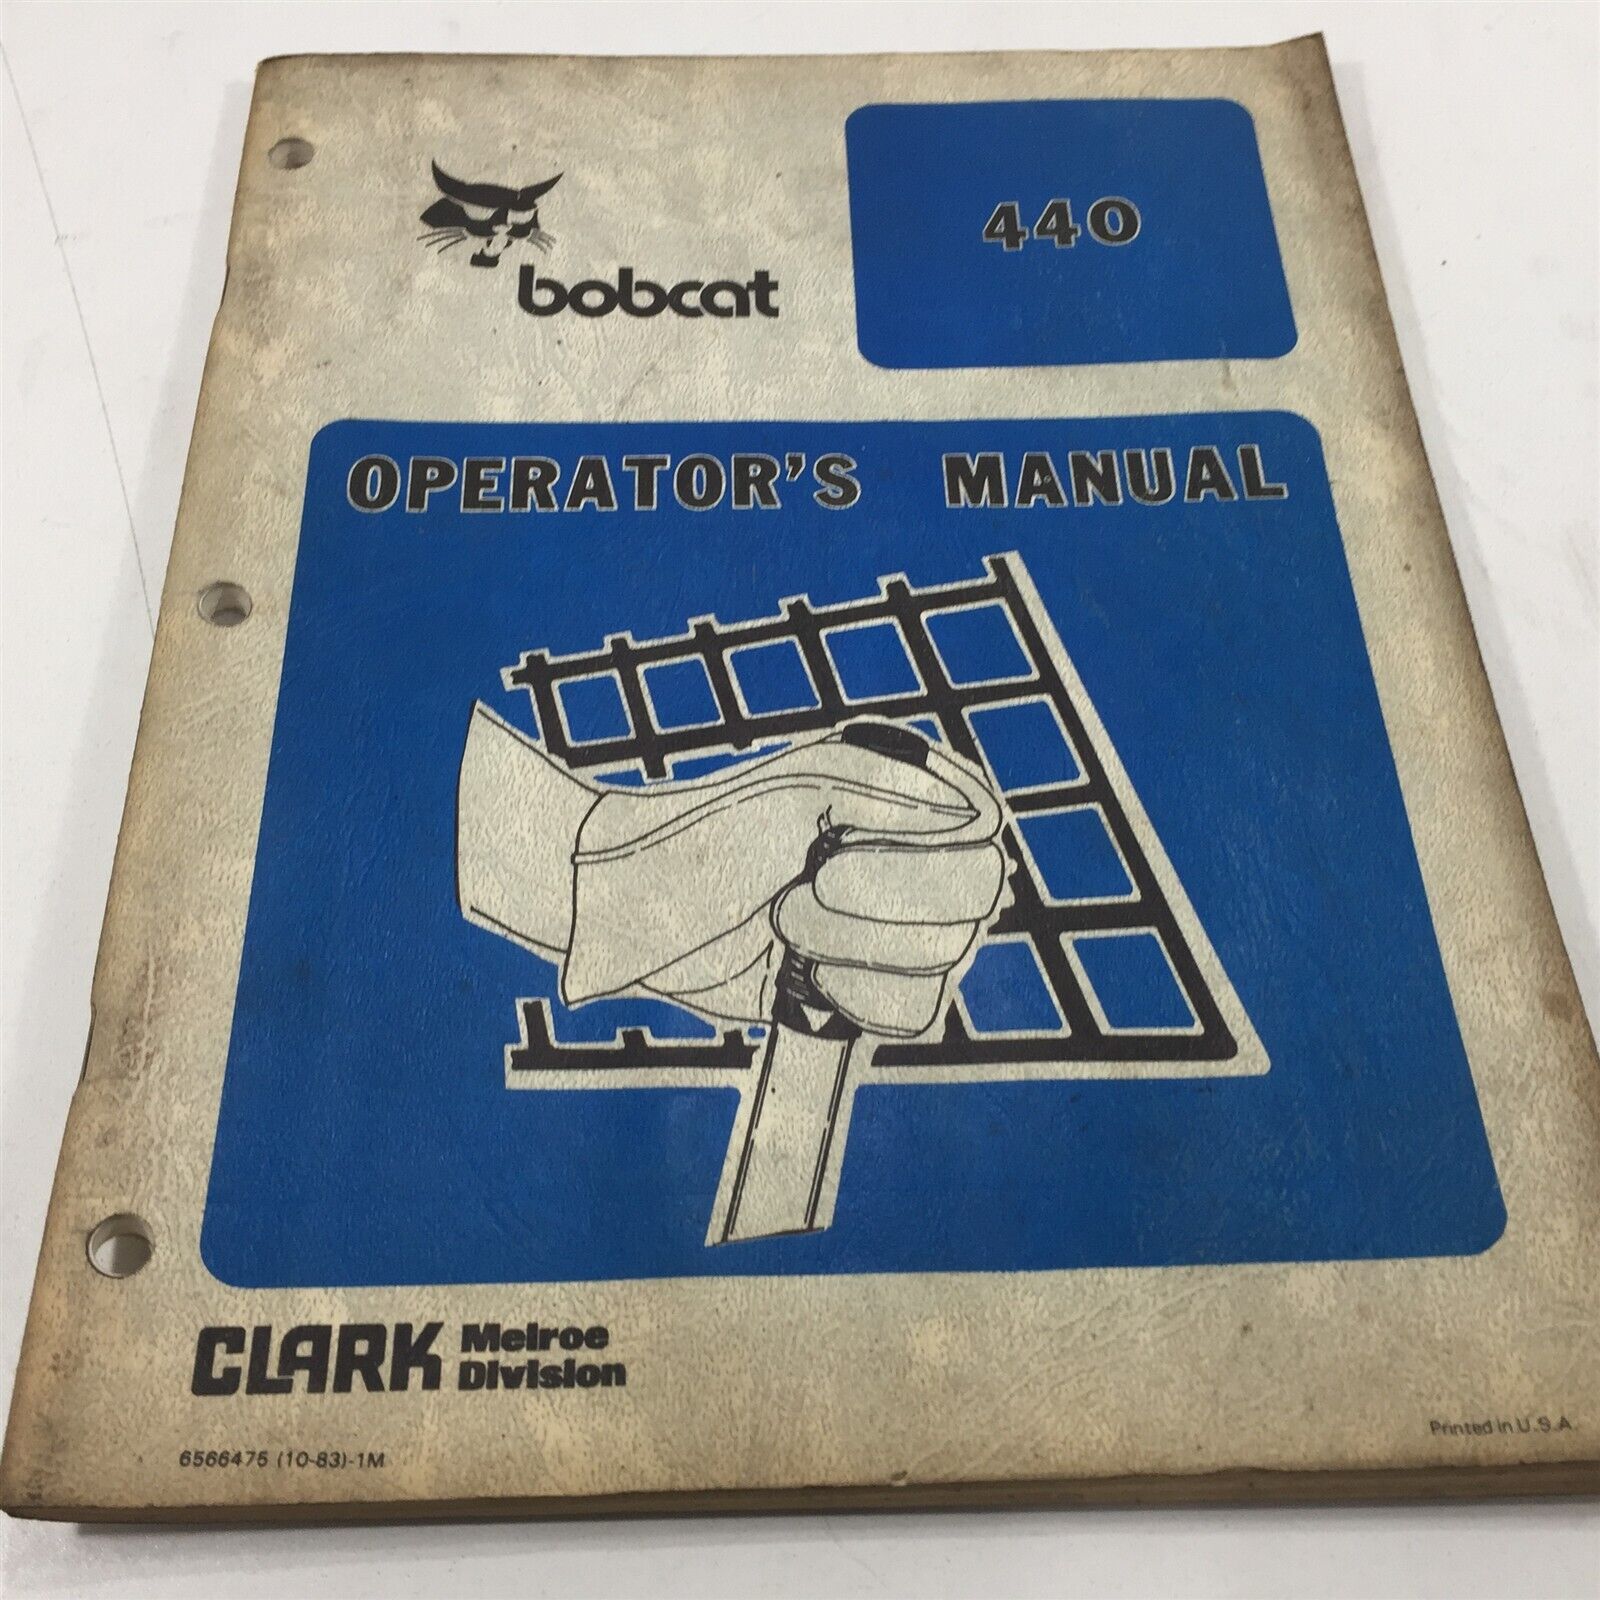 bobcat
440
OPERATOR'S MANUAL
CLARK Melroe
Division
6566475 (10-83)-1M
Printed in U.S.A.